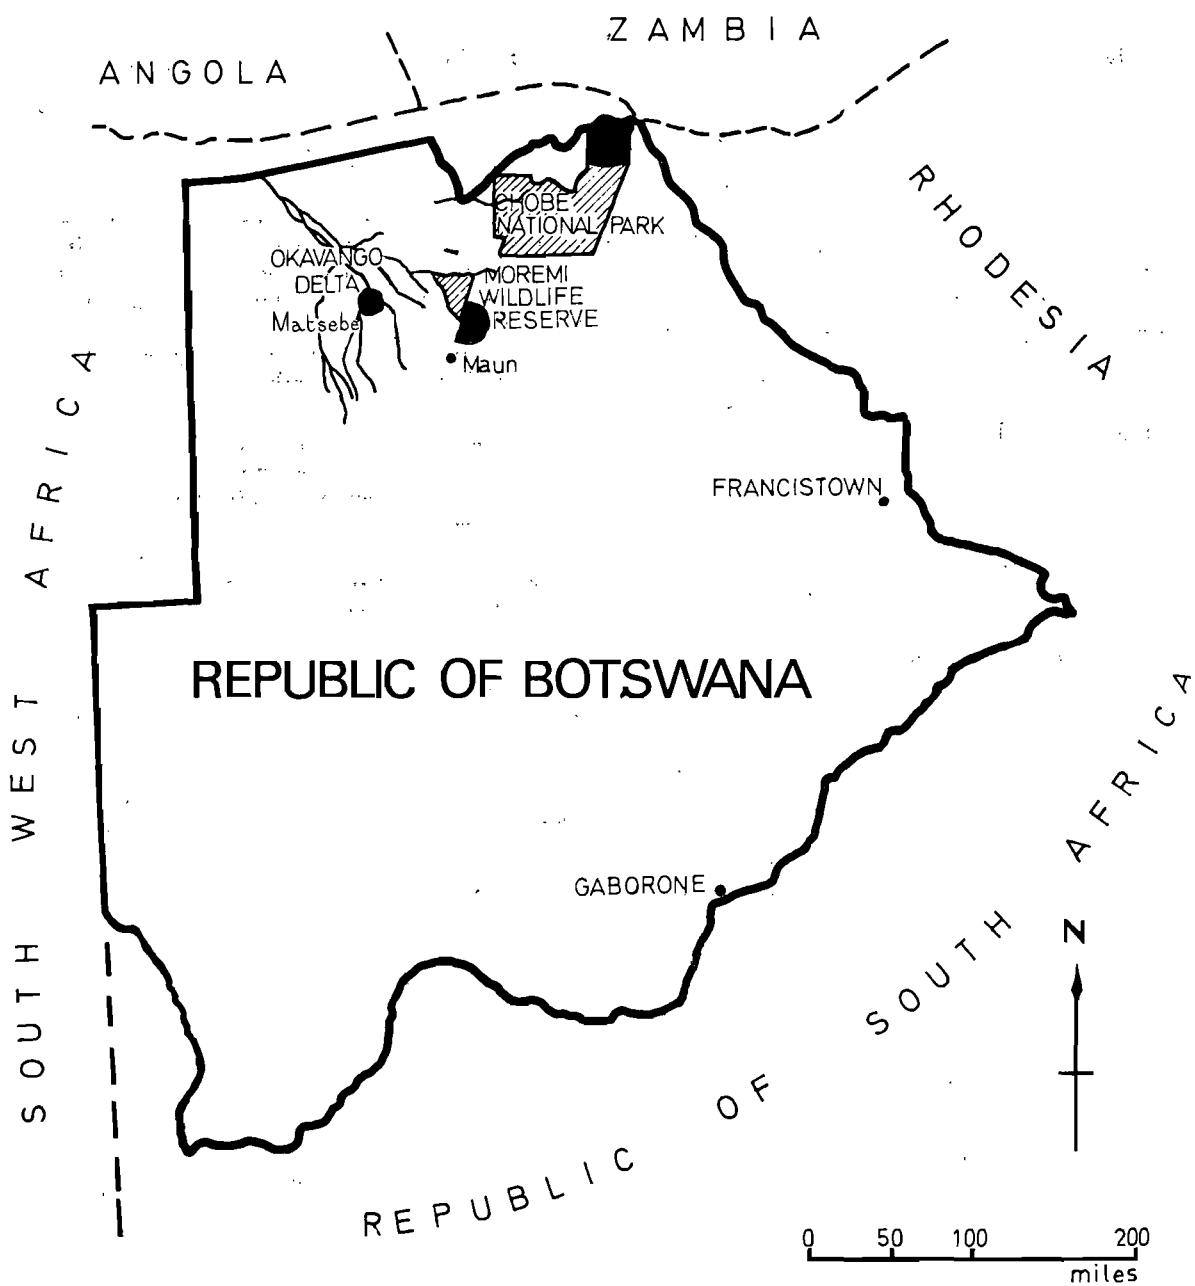 ZAMBIA
ANGOLA
RHODESIA
CHOBE
NATIONAL PARK
OKAVANGO
DELTA
Matsebe
MOREMI
WILDLIFE
RESERVE
Maun
SOUTH WEST AFRICA
FRANCISTOWN
REPUBLIC OF BOTSWANA
GABORONE
REPUBLIC OF SOUTH AFRICA
N
0 50 100 200
miles